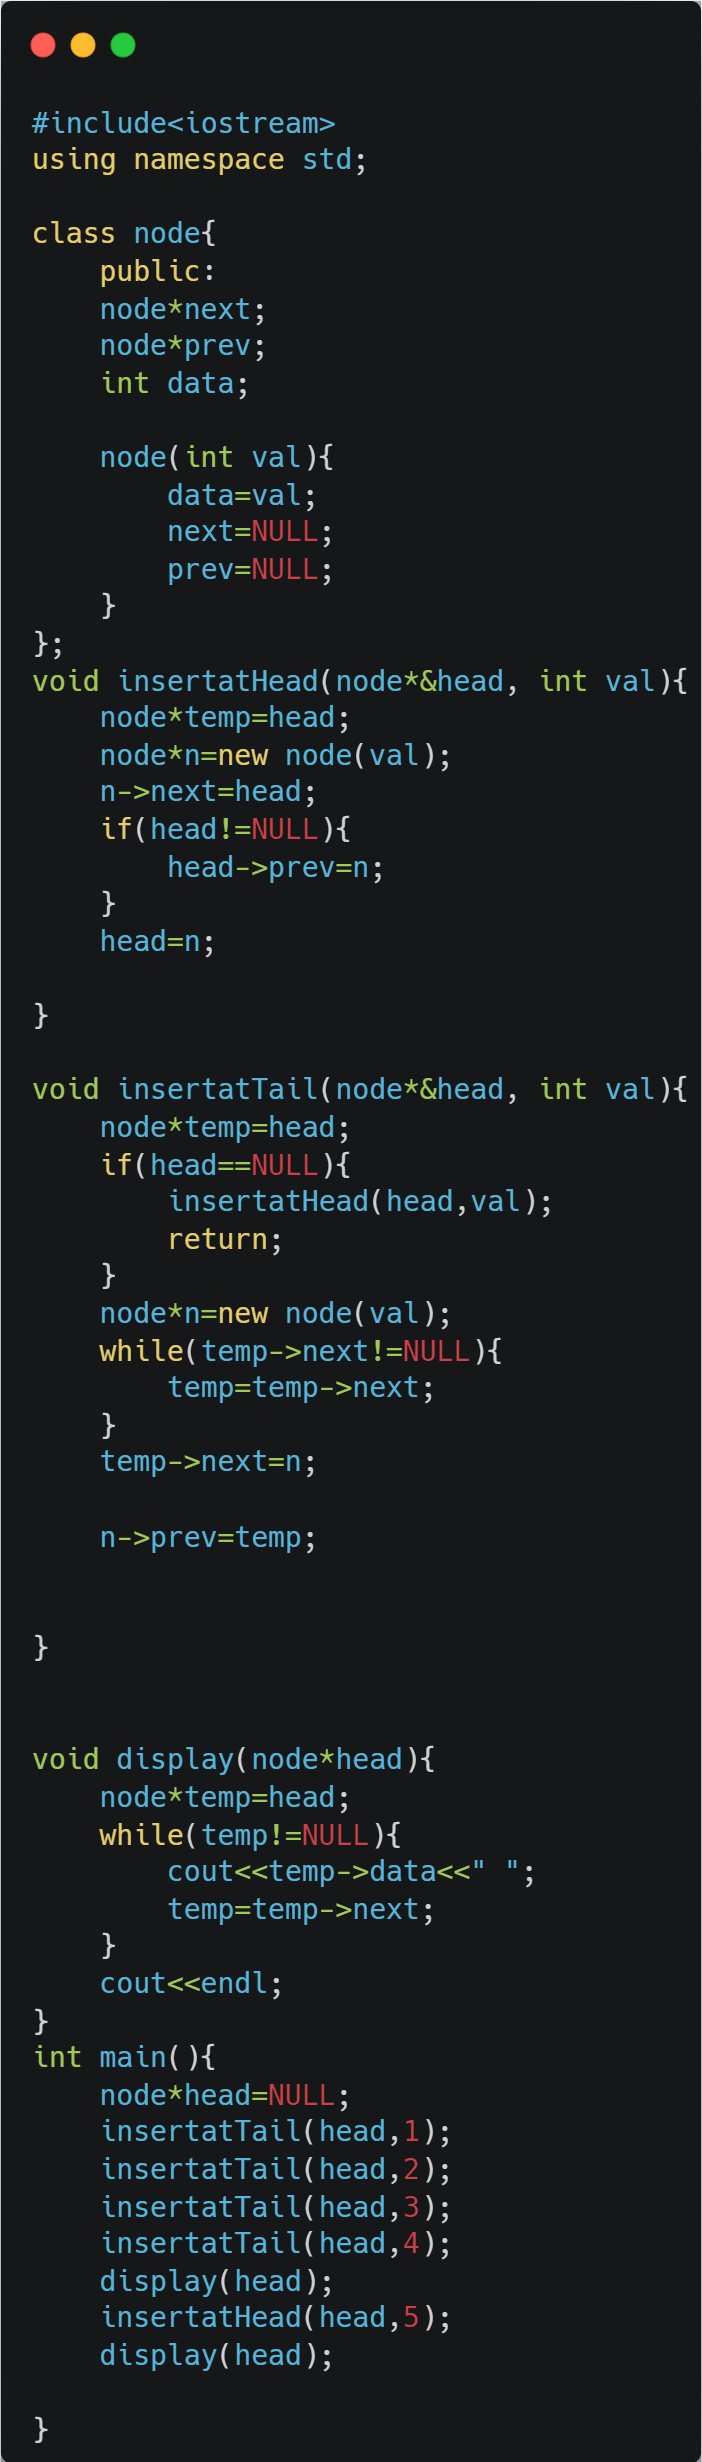 #include<iostream>
using namespace std;

class node{
    public:
    node*next;
    node*prev;
    int data;

    node(int val){
        data=val;
        next=NULL;
        prev=NULL;
    }
};
void insertatHead(node*&head, int val){
    node*temp=head;
    node*n=new node(val);
    n->next=head;
    if(head!=NULL){
        head->prev=n;
    }
    head=n;

}

void insertatTail(node*&head, int val){
    node*temp=head;
    if(head==NULL){
        insertatHead(head,val);
        return;
    }
    node*n=new node(val);
    while(temp->next!=NULL){
        temp=temp->next;
    }
    temp->next=n;

    n->prev=temp;


}


void display(node*head){
    node*temp=head;
    while(temp!=NULL){
        cout<<temp->data<<" ";
        temp=temp->next;
    }
    cout<<endl;
}
int main(){
    node*head=NULL;
    insertatTail(head,1);
    insertatTail(head,2);
    insertatTail(head,3);
    insertatTail(head,4);
    display(head);
    insertatHead(head,5);
    display(head);

}